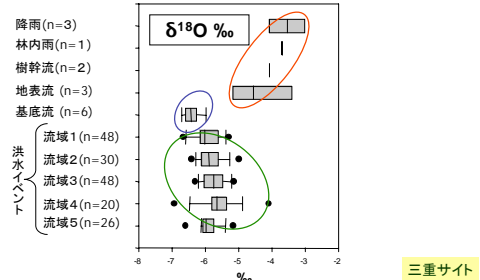 δ18O ‰
降雨(n=3)
林内雨(n=1)
樹幹流(n=2)
地表流 (n=3)
基底流(n=6)
洪水イベント
流域1(n=48)
流域2(n=30)
流域3(n=48)
流域4(n=20)
流域5(n=26)
-8 -7 -6 -5 -4 -3 -2
‰
三重サイト